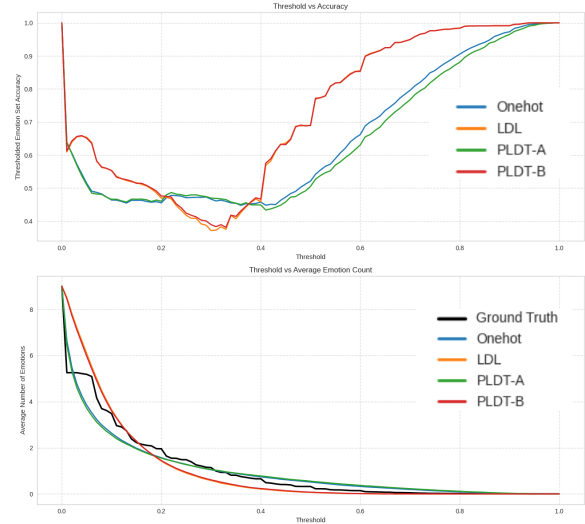 Threshold vs Accuracy
Thresholded Emotion Set Accuracy
1.0
0.9
0.8
0.7
0.6
0.5
0.4
Onehot
LDL
PLDT-A
PLDT-B
0.0 0.2 0.4 0.6 0.8 1.0
Threshold
Threshold vs Average Emotion Count
Average Number of Emotions
8
6
4
2
0
Ground Truth
Onehot
LDL
PLDT-A
PLDT-B
0.0 0.2 0.4 0.6 0.8 1.0
Threshold